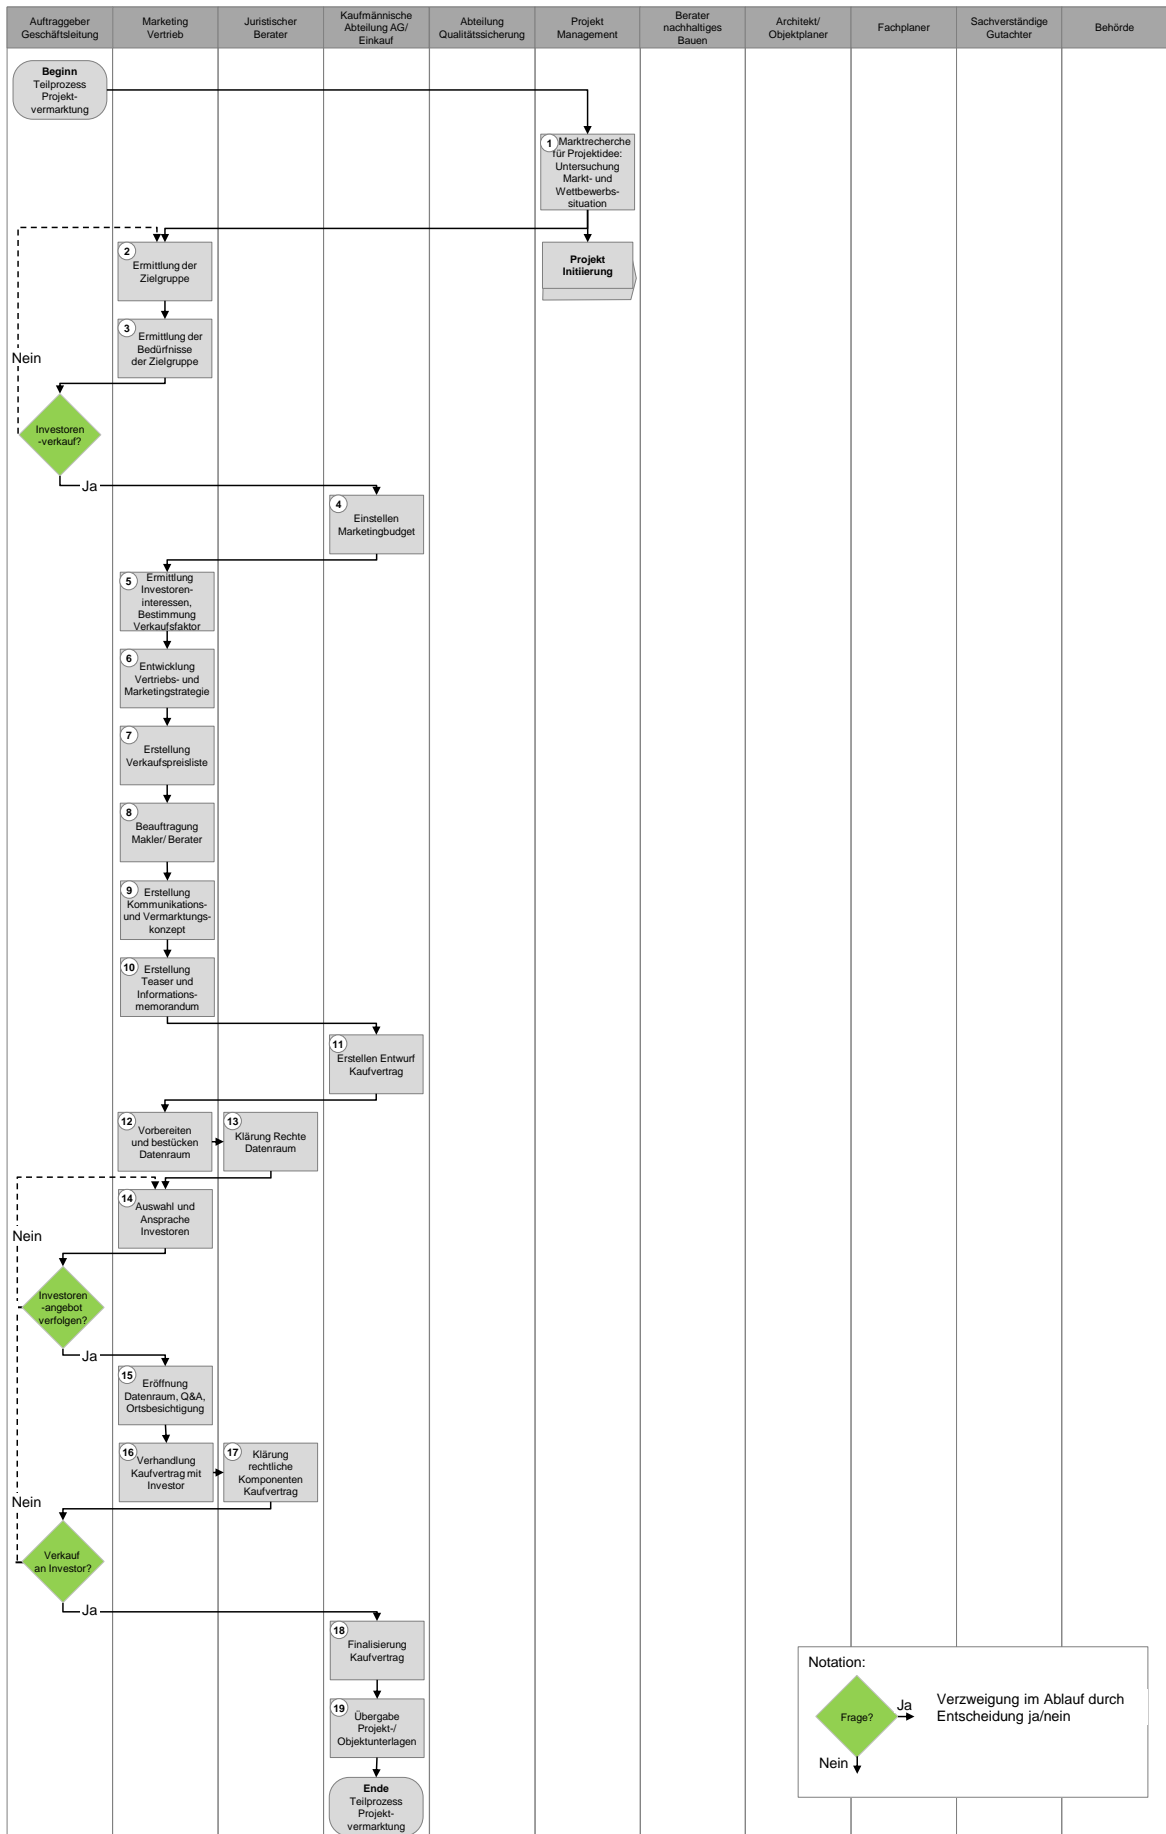 Auftraggeber
Geschäftsleitung
Marketing
Vertrieb
Juristischer
Berater
Kaufmännische
Abteilung AG/
Einkauf
Abteilung
Qualitätssicherung
Projekt
Management
Berater
nachhaltiges
Bauen
Architekt/
Objektplaner
Fachplaner
Sachverständige
Gutachter
Behörde
Beginn
Teilprozess
Projekt-
vermarktung
1
Marktrecherche
für Projektidee:
Untersuchung
Markt- und
Wettbewerbs-
situation
2
Ermittlung der
Zielgruppe
Projekt
Initiierung
3
Ermittlung der
Bedürfnisse
der Zielgruppe
Nein
Investoren
-verkauf?
Ja
4
Einstellen
Marketingbudget
5
Ermittlung
Investoren-
interessen,
Bestimmung
Verkaufsfaktor
6
Entwicklung
Vertriebs- und
Marketingstrategie
7
Erstellung
Verkaufspreisliste
8
Beauftragung
Makler/ Berater
9
Erstellung
Kommunikations-
und Vermarktungs-
konzept
10
Erstellung
Teaser und
Informations-
memorandum
11
Erstellen Entwurf
Kaufvertrag
12
Vorbereiten
und bestücken
Datenraum
13
Klärung Rechte
Datenraum
14
Auswahl und
Ansprache
Investoren
Nein
Investoren
-angebot
verfolgen?
Ja
15
Eröffnung
Datenraum, Q&A,
Ortsbesichtigung
16
Verhandlung
Kaufvertrag mit
Investor
17
Klärung
rechtliche
Komponenten
Kaufvertrag
Nein
Verkauf
an Investor?
Ja
18
Finalisierung
Kaufvertrag
19
Übergabe
Projekt-/
Objektunterlagen
Ende
Teilprozess
Projekt-
vermarktung
Notation:
Frage?
Ja
Nein
Verzweigung im Ablauf durch
Entscheidung ja/nein